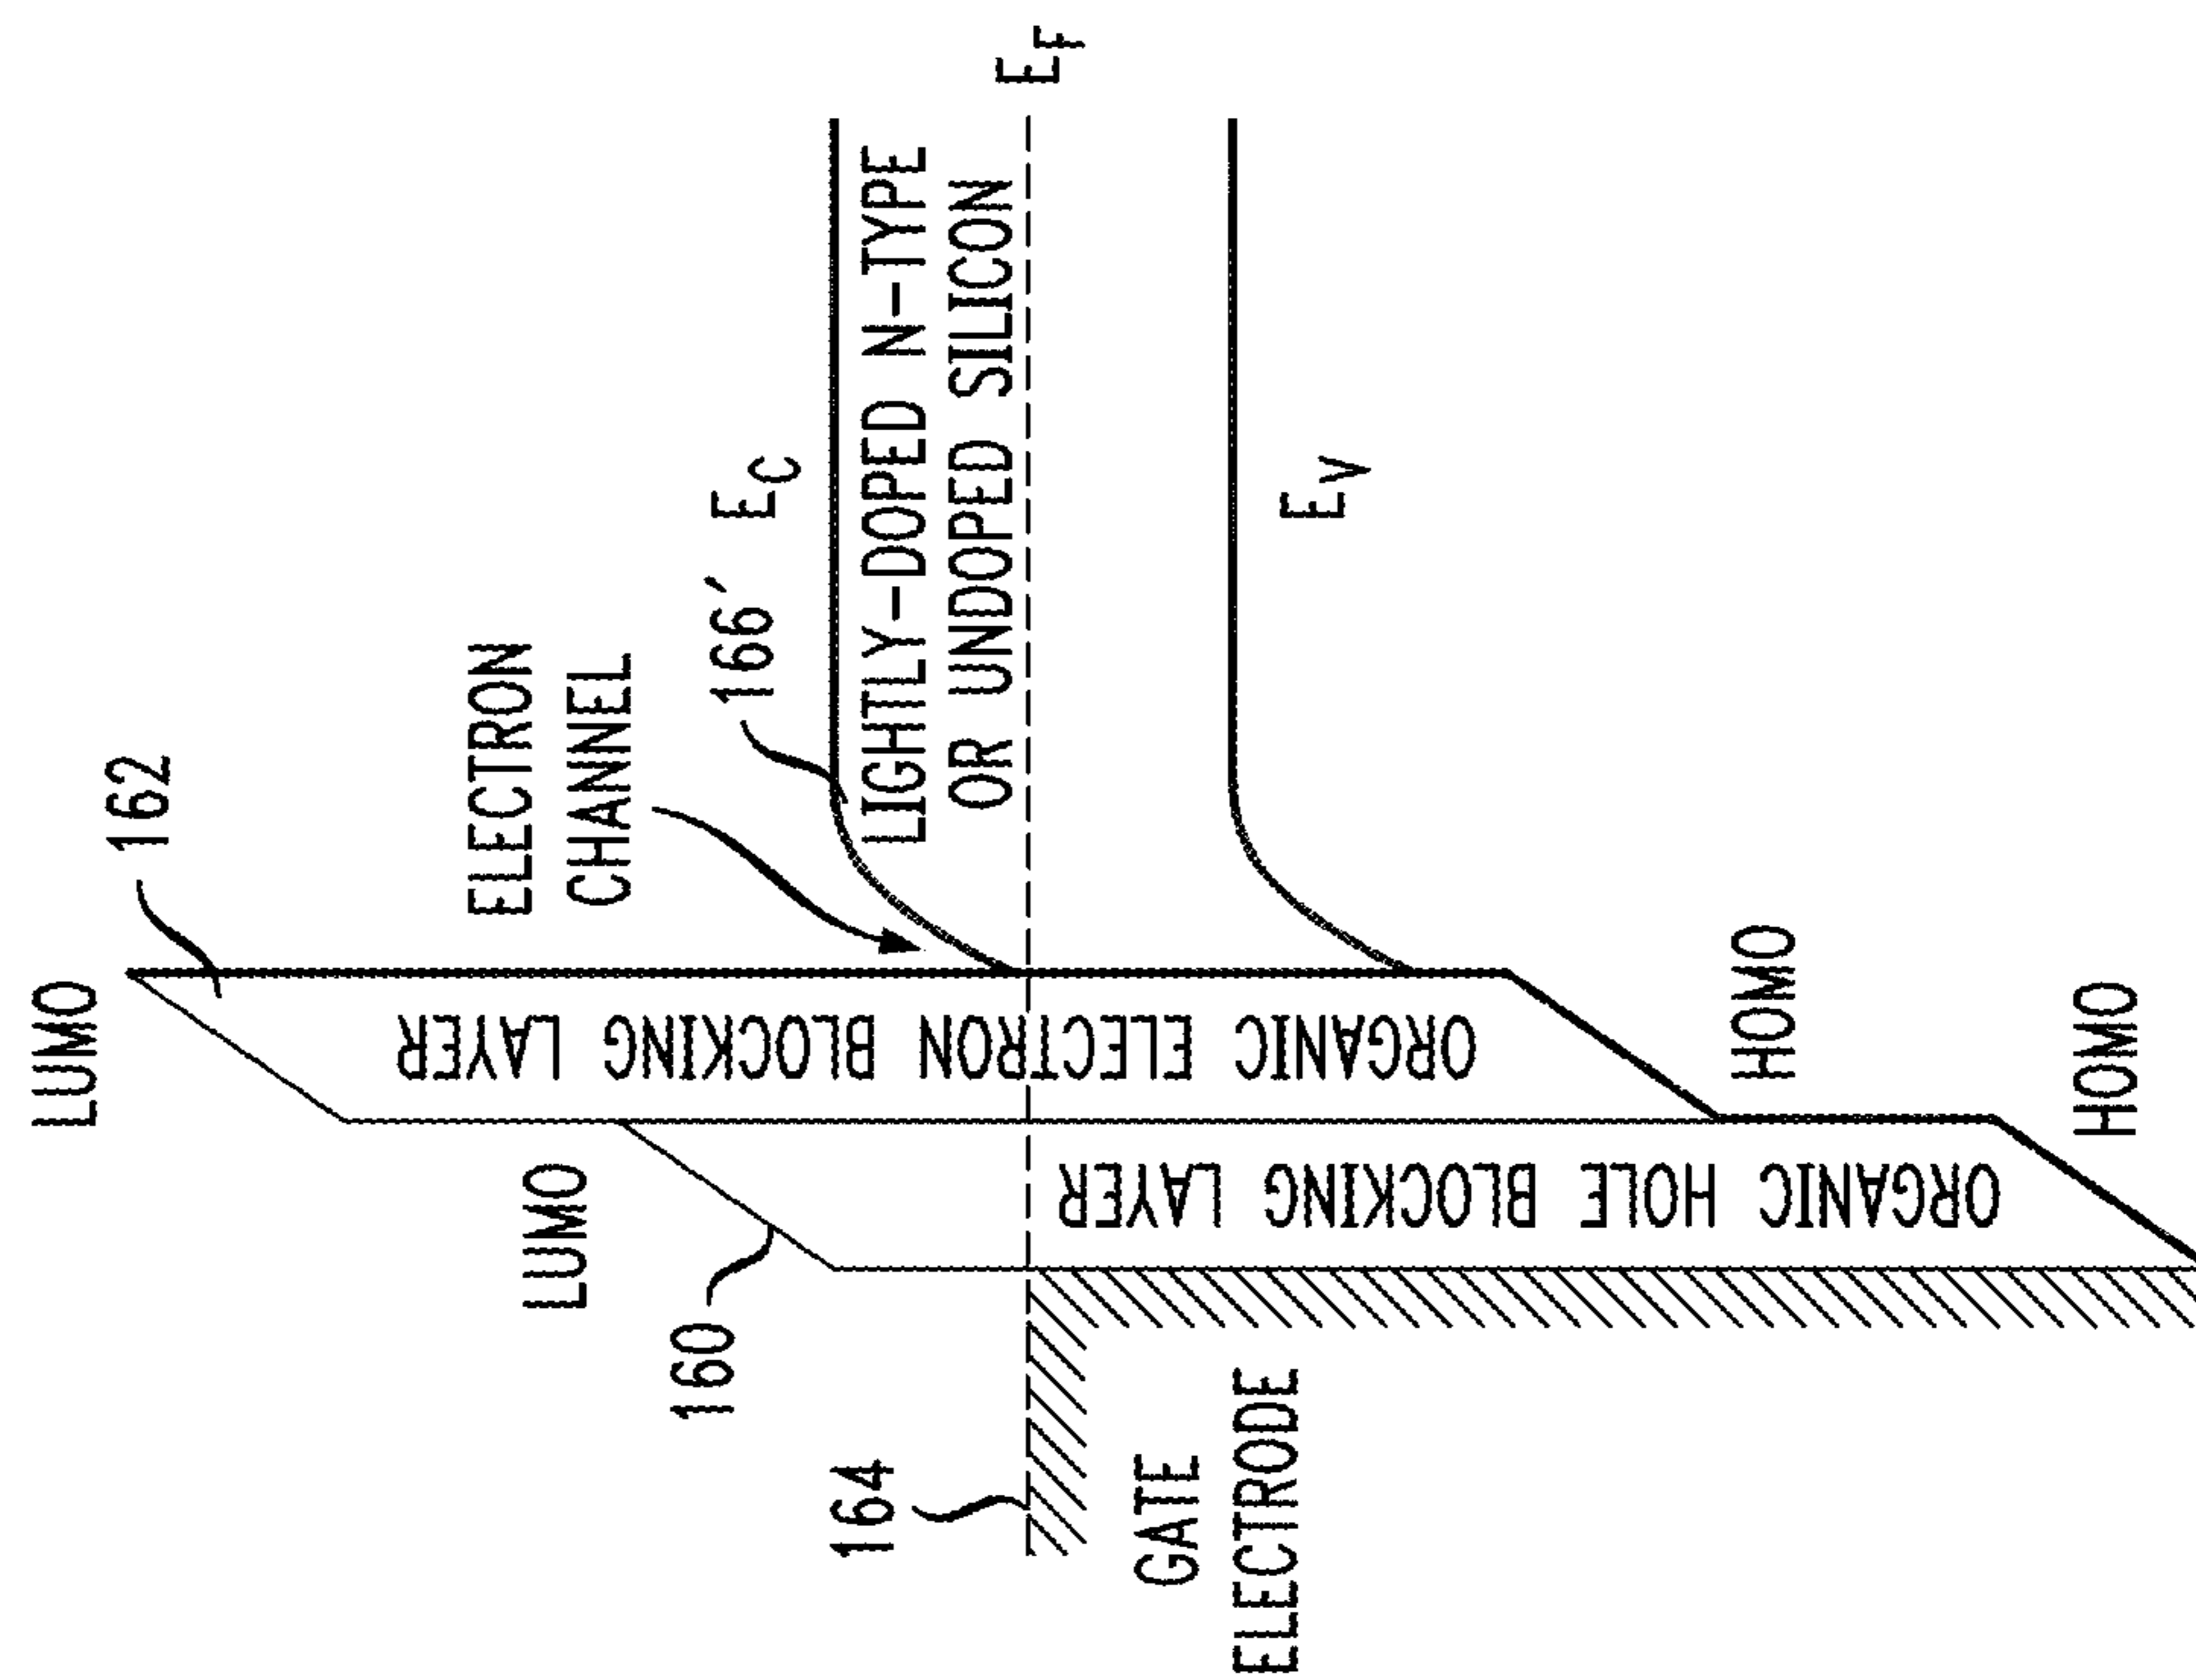 LUMO
162
ELECTRON
CHANNEL
166′
E_C
LIGHTLY-DOPED N-TYPE
OR UNDOPED SILICON
E_F
E_V
LUMO
160
164
GATE
ELECTRODE
ORGANIC ELECTRON BLOCKING LAYER
ORGANIC HOLE BLOCKING LAYER
HOMO
HOMO